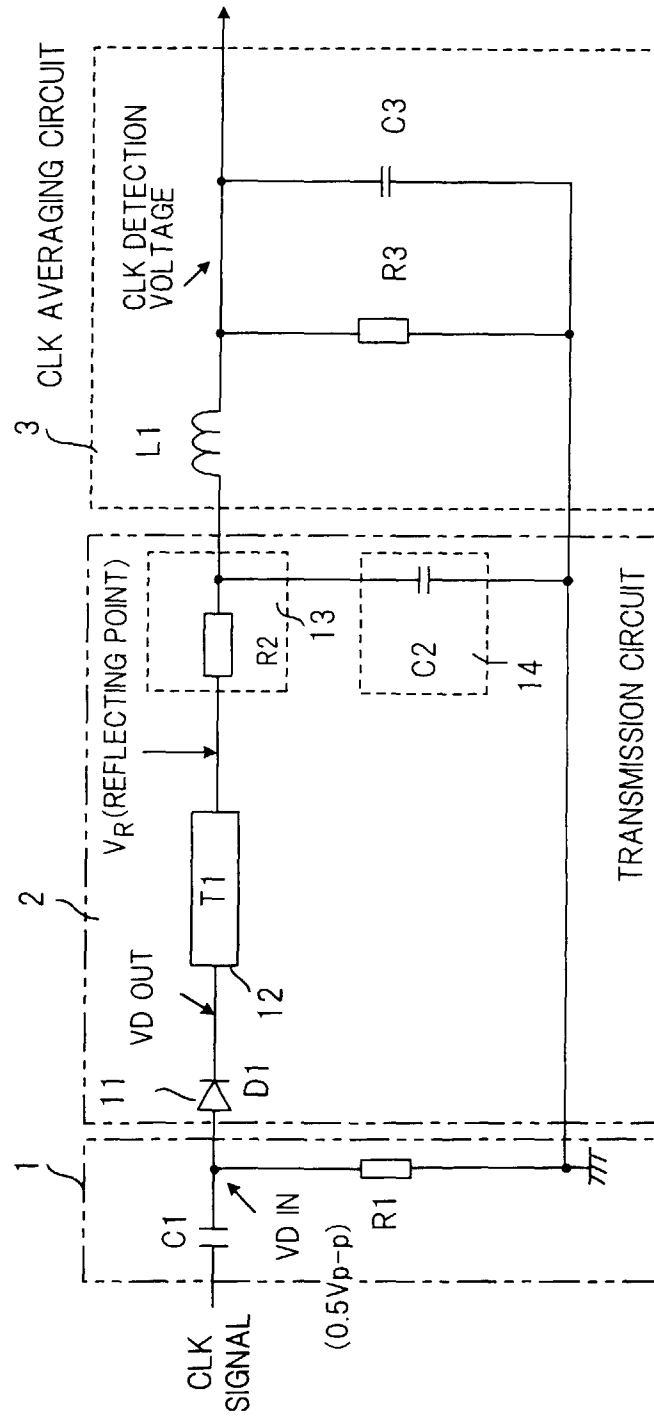 CLK AVERAGING CIRCUIT
3
L1
CLK DETECTION
VOLTAGE
R3
C3
2
VR(REFLECTING POINT)
VD OUT
11
D1
T1
12
R2
13
C2
14
TRANSMISSION CIRCUIT
1
C1
CLK
SIGNAL
VD IN
(0.5Vp-p)
R1